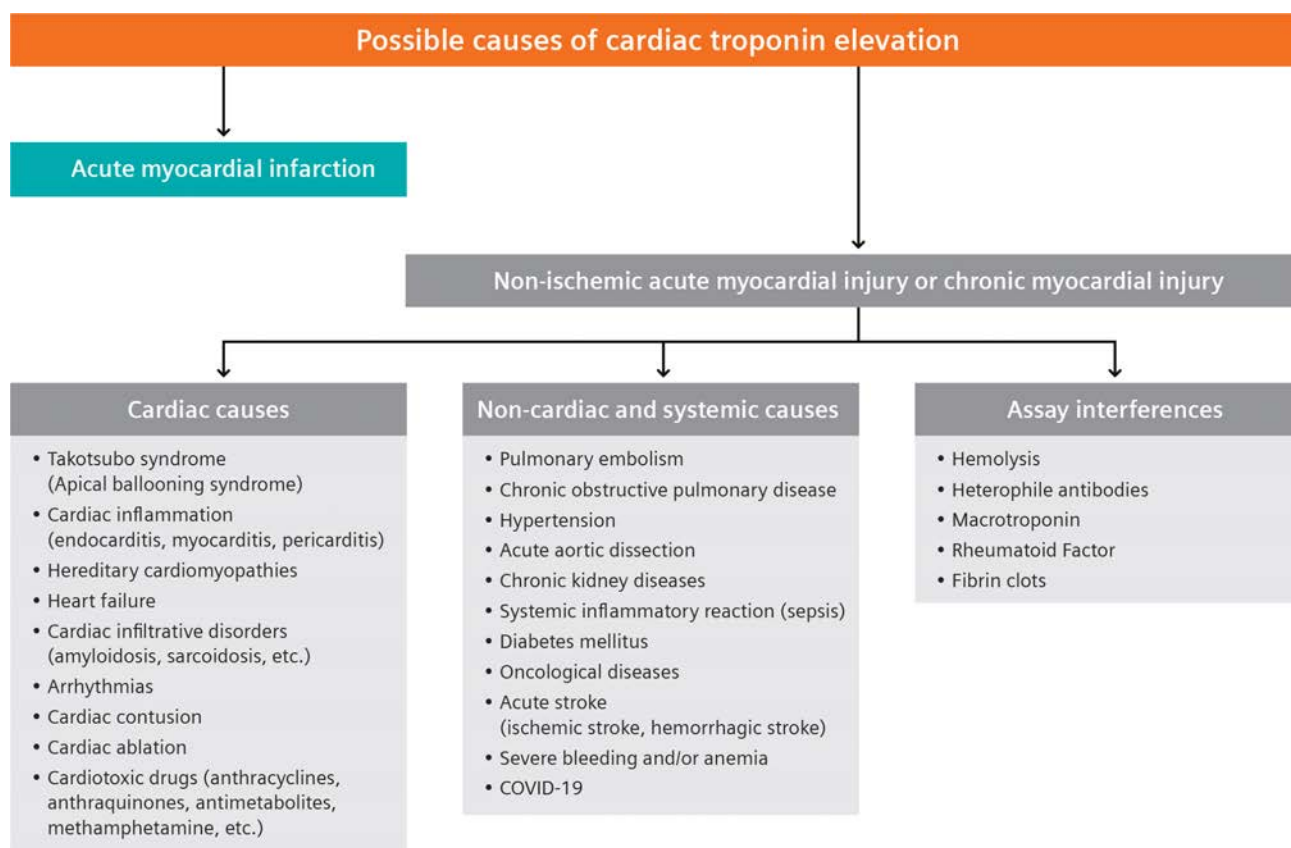 Possible causes of cardiac troponin elevation
Acute myocardial infarction
Non-ischemic acute myocardial injury or chronic myocardial injury
Cardiac causes
• Takotsubo syndrome
(Apical ballooning syndrome)
• Cardiac inflammation
(endocarditis, myocarditis, pericarditis)
• Hereditary cardiomyopathies
• Heart failure
• Cardiac infiltrative disorders
(amyloidosis, sarcoidosis, etc.)
• Arrhythmias
• Cardiac contusion
• Cardiac ablation
• Cardiotoxic drugs (anthracyclines,
anthraquinones, antimetabolites,
methamphetamine, etc.)
Non-cardiac and systemic causes
• Pulmonary embolism
• Chronic obstructive pulmonary disease
• Hypertension
• Acute aortic dissection
• Chronic kidney diseases
• Systemic inflammatory reaction (sepsis)
• Diabetes mellitus
• Oncological diseases
• Acute stroke
(ischemic stroke, hemorrhagic stroke)
• Severe bleeding and/or anemia
• COVID-19
Assay interferences
• Hemolysis
• Heterophile antibodies
• Macrotroponin
• Rheumatoid Factor
• Fibrin clots